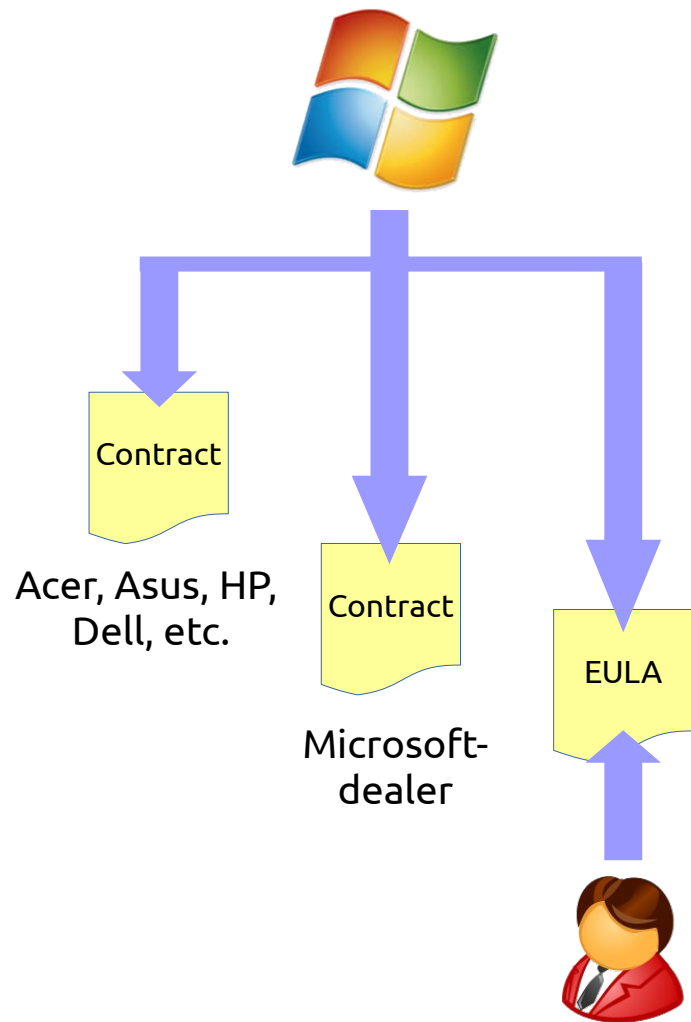 Contract
Acer, Asus, HP,
Dell, etc.
Contract
Microsoft-
dealer
EULA